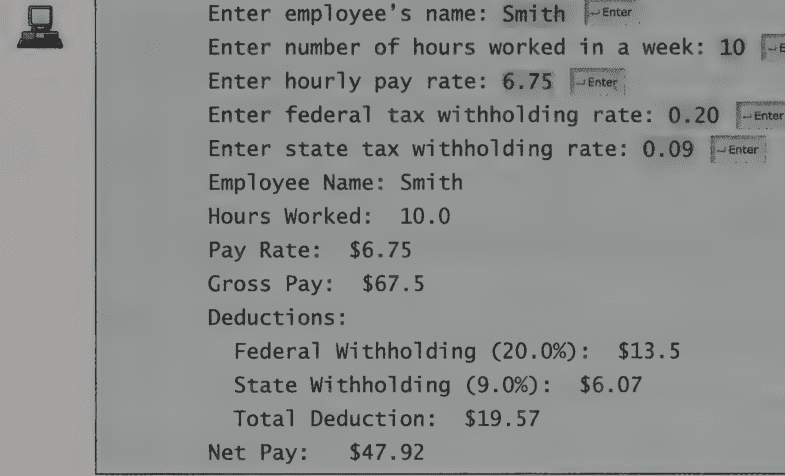 Enter employee's name: Smith ↵Enter
Enter number of hours worked in a week: 10 ↵E
Enter hourly pay rate: 6.75 ↵Enter
Enter federal tax withholding rate: 0.20 ↵Enter
Enter state tax withholding rate: 0.09 ↵Enter
Employee Name: Smith
Hours Worked: 10.0
Pay Rate: $6.75
Gross Pay: $67.5
Deductions:
Federal Withholding (20.0%): $13.5
State Withholding (9.0%): $6.07
Total Deduction: $19.57
Net Pay: $47.92